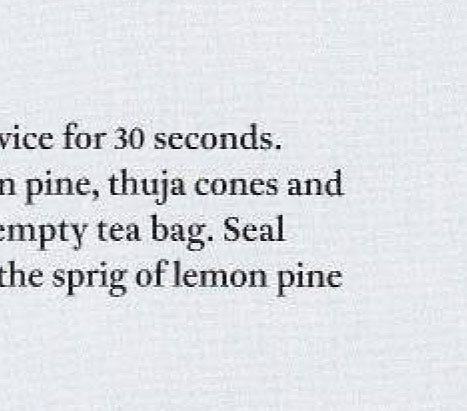 vice for 30 seconds.
n pine, thuja cones and
empty tea bag. Seal
the sprig of lemon pine